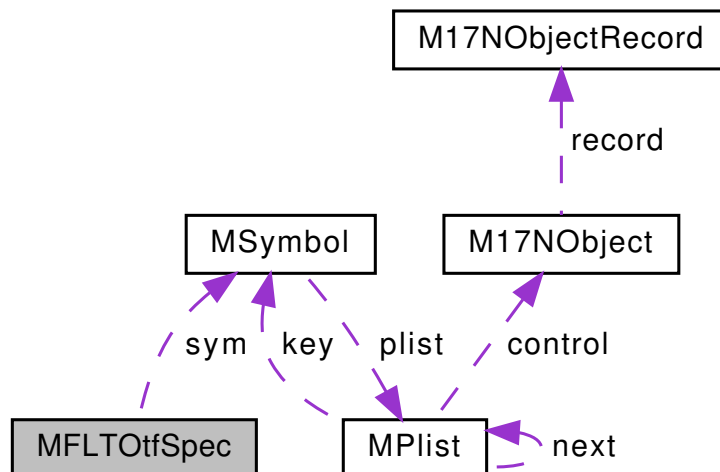 M17NObjectRecord
record
MSymbol
M17NObject
sym
key
plist
control
MFLTOtfSpec
MPlist
next